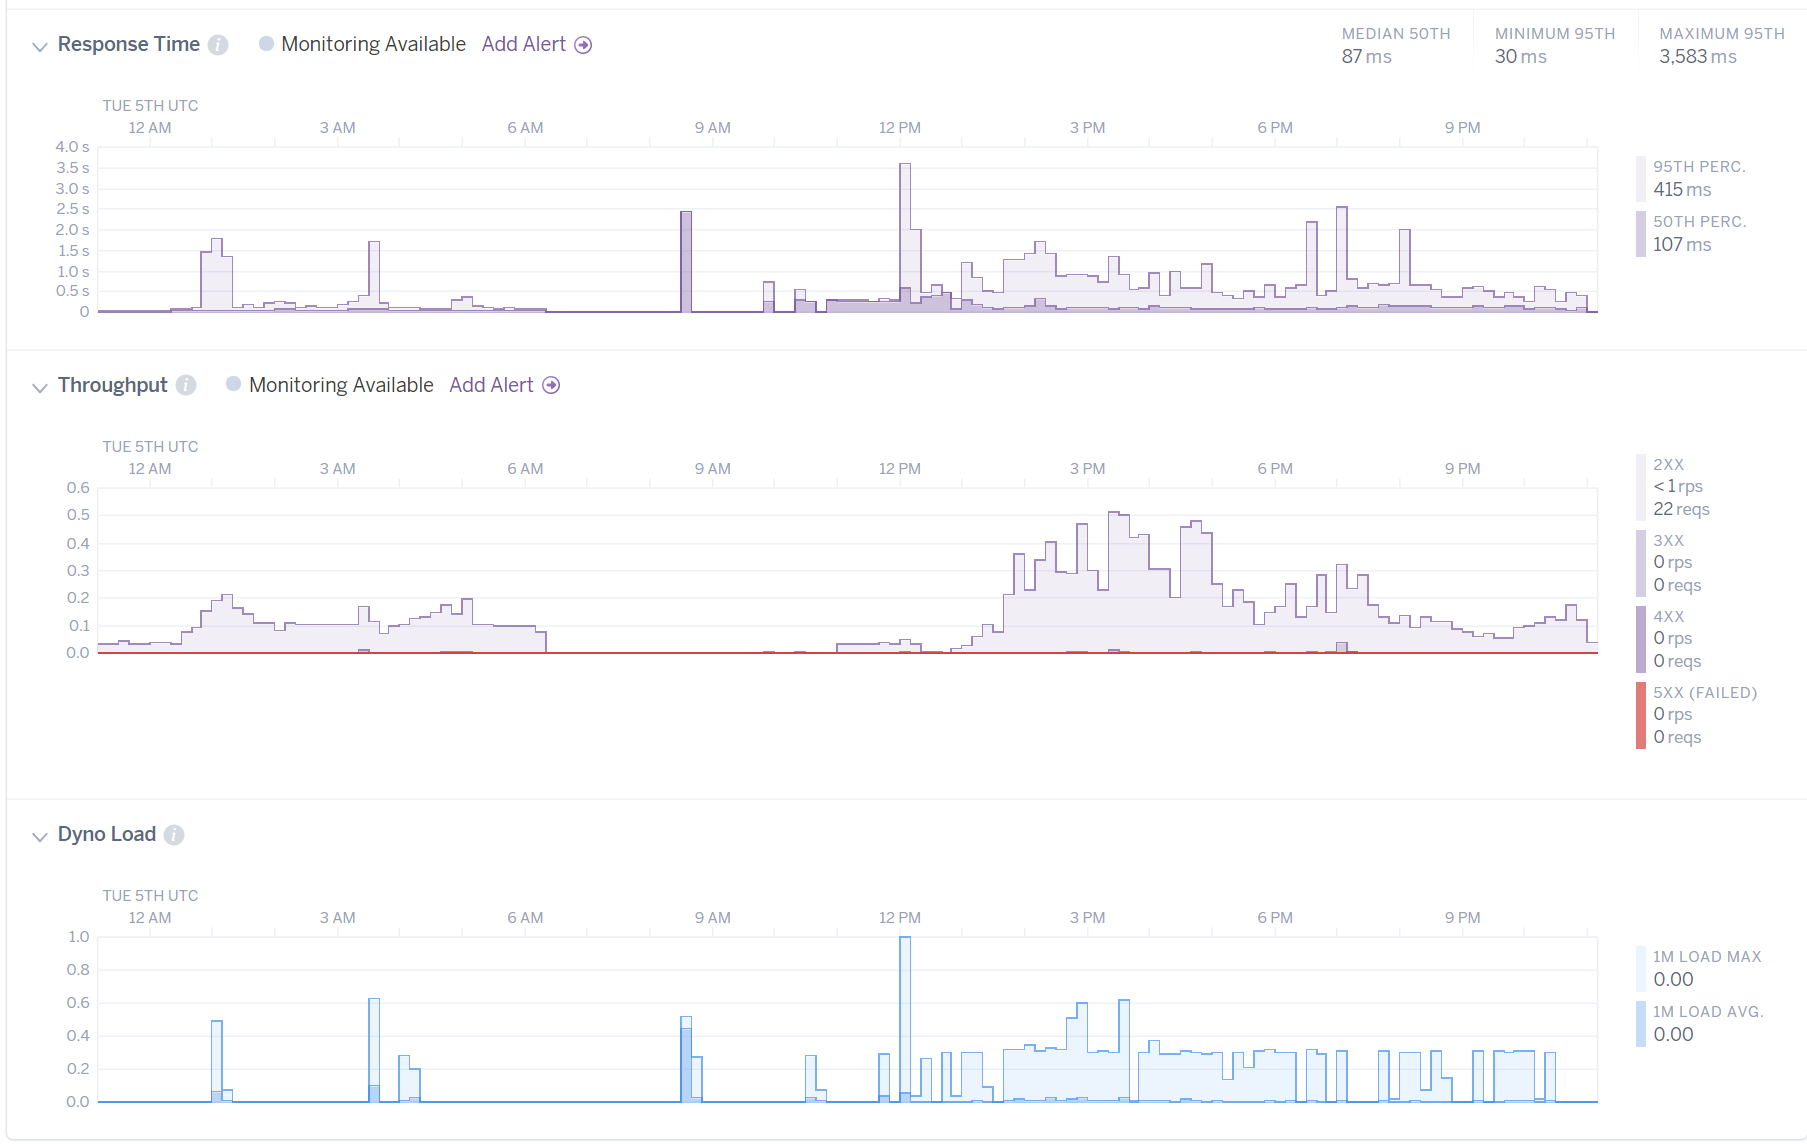 Response Time i Monitoring Available Add Alert
MEDIAN 50TH MINIMUM 95TH MAXIMUM 95TH
87 ms 30 ms 3,583 ms
TUE 5TH UTC
12 AM 3 AM 6 AM 9 AM 12 PM 3 PM 6 PM 9 PM
4.0 s
3.5 s
3.0 s
2.5 s
2.0 s
1.5 s
1.0 s
0.5 s
0
95TH PERC.
415 ms
50TH PERC.
107 ms
Throughput i Monitoring Available Add Alert
TUE 5TH UTC
12 AM 3 AM 6 AM 9 AM 12 PM 3 PM 6 PM 9 PM
0.6
0.5
0.4
0.3
0.2
0.1
0.0
2XX
< 1 rps
22 reqs
3XX
0 rps
0 reqs
4XX
0 rps
0 reqs
5XX (FAILED)
0 rps
0 reqs
Dyno Load i
TUE 5TH UTC
12 AM 3 AM 6 AM 9 AM 12 PM 3 PM 6 PM 9 PM
1.0
0.8
0.6
0.4
0.2
0.0
1M LOAD MAX
0.00
1M LOAD AVG.
0.00